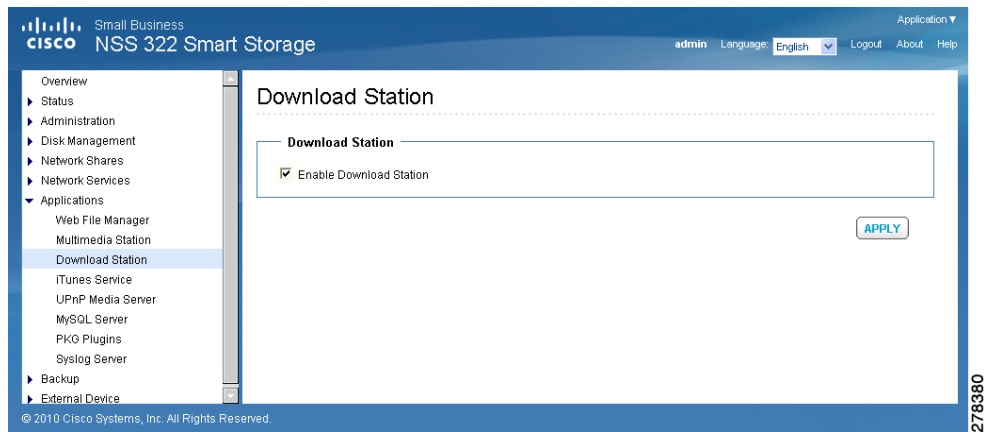 Small Business
CISCO NSS 322 Smart Storage
Application
admin Language: English Logout About Help
Overview
Status
Administration
Disk Management
Network Shares
Network Services
Applications
Web File Manager
Multimedia Station
Download Station
iTunes Service
UPnP Media Server
MySQL Server
PKG Plugins
Syslog Server
Backup
External Device
Download Station
Download Station
Enable Download Station
APPLY
© 2010 Cisco Systems, Inc. All Rights Reserved.
278380